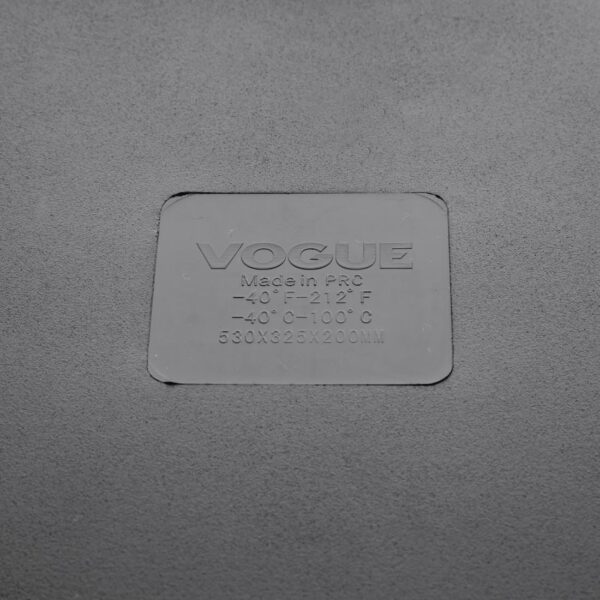 VOGUE
Made in PRC
-40°F-212°F
-40°C-100°C
530X325X200MM